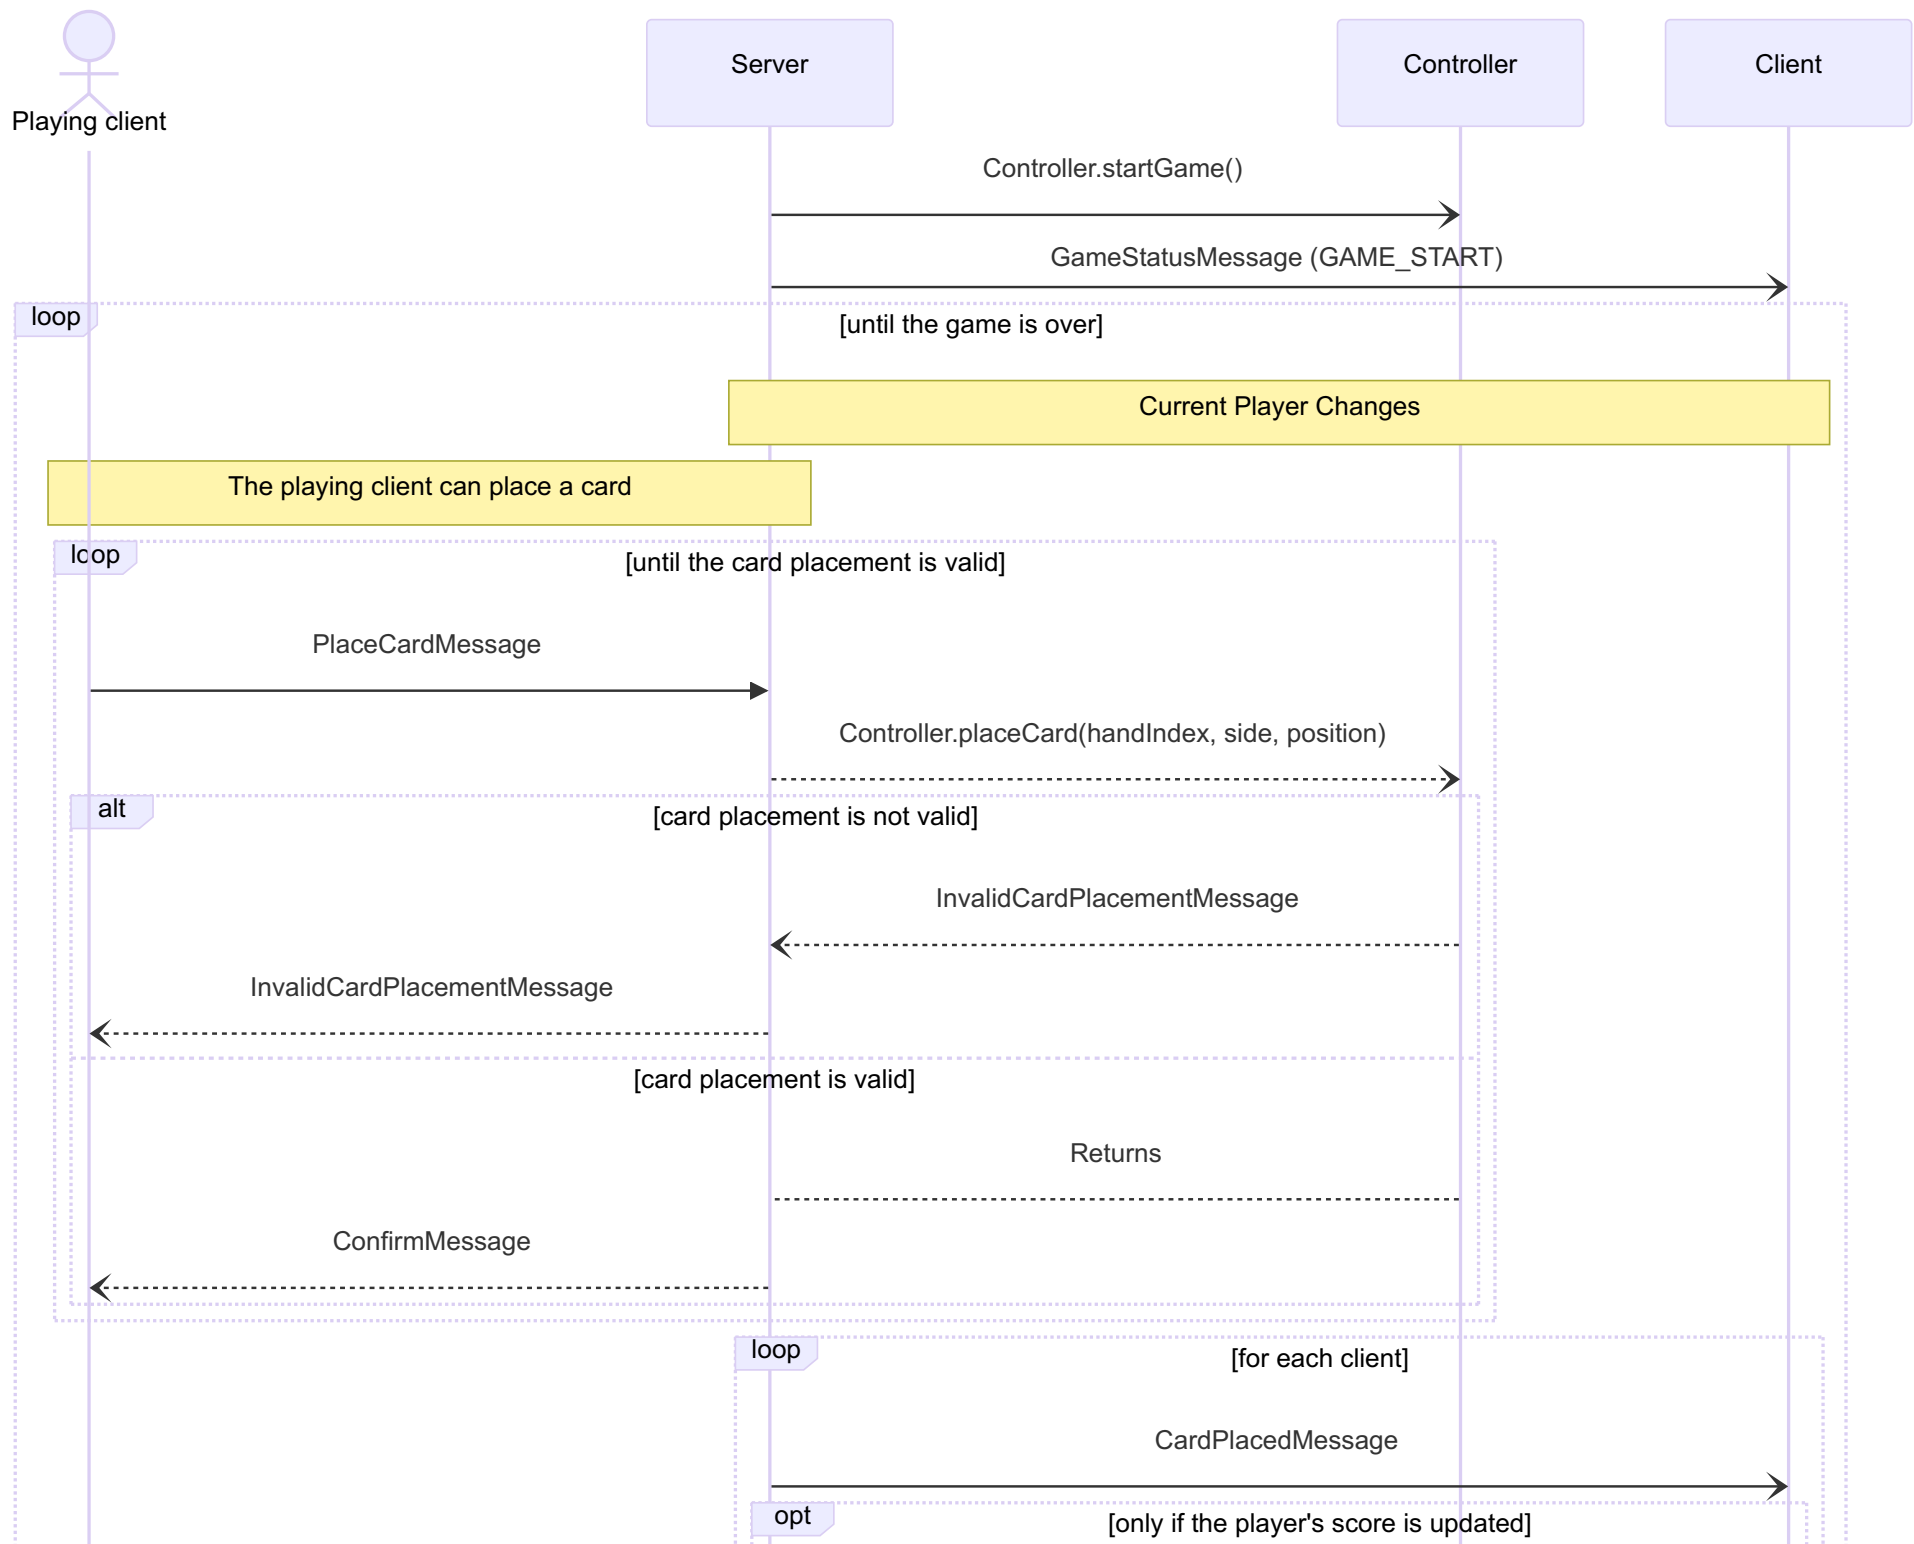 Playing client
Server
Controller
Client
Controller.startGame()
GameStatusMessage (GAME_START)
loop
[until the game is over]
Current Player Changes
The playing client can place a card
loop
[until the card placement is valid]
PlaceCardMessage
Controller.placeCard(handIndex, side, position)
alt
[card placement is not valid]
InvalidCardPlacementMessage
InvalidCardPlacementMessage
[card placement is valid]
Returns
ConfirmMessage
loop
[for each client]
CardPlacedMessage
opt
[only if the player's score is updated]